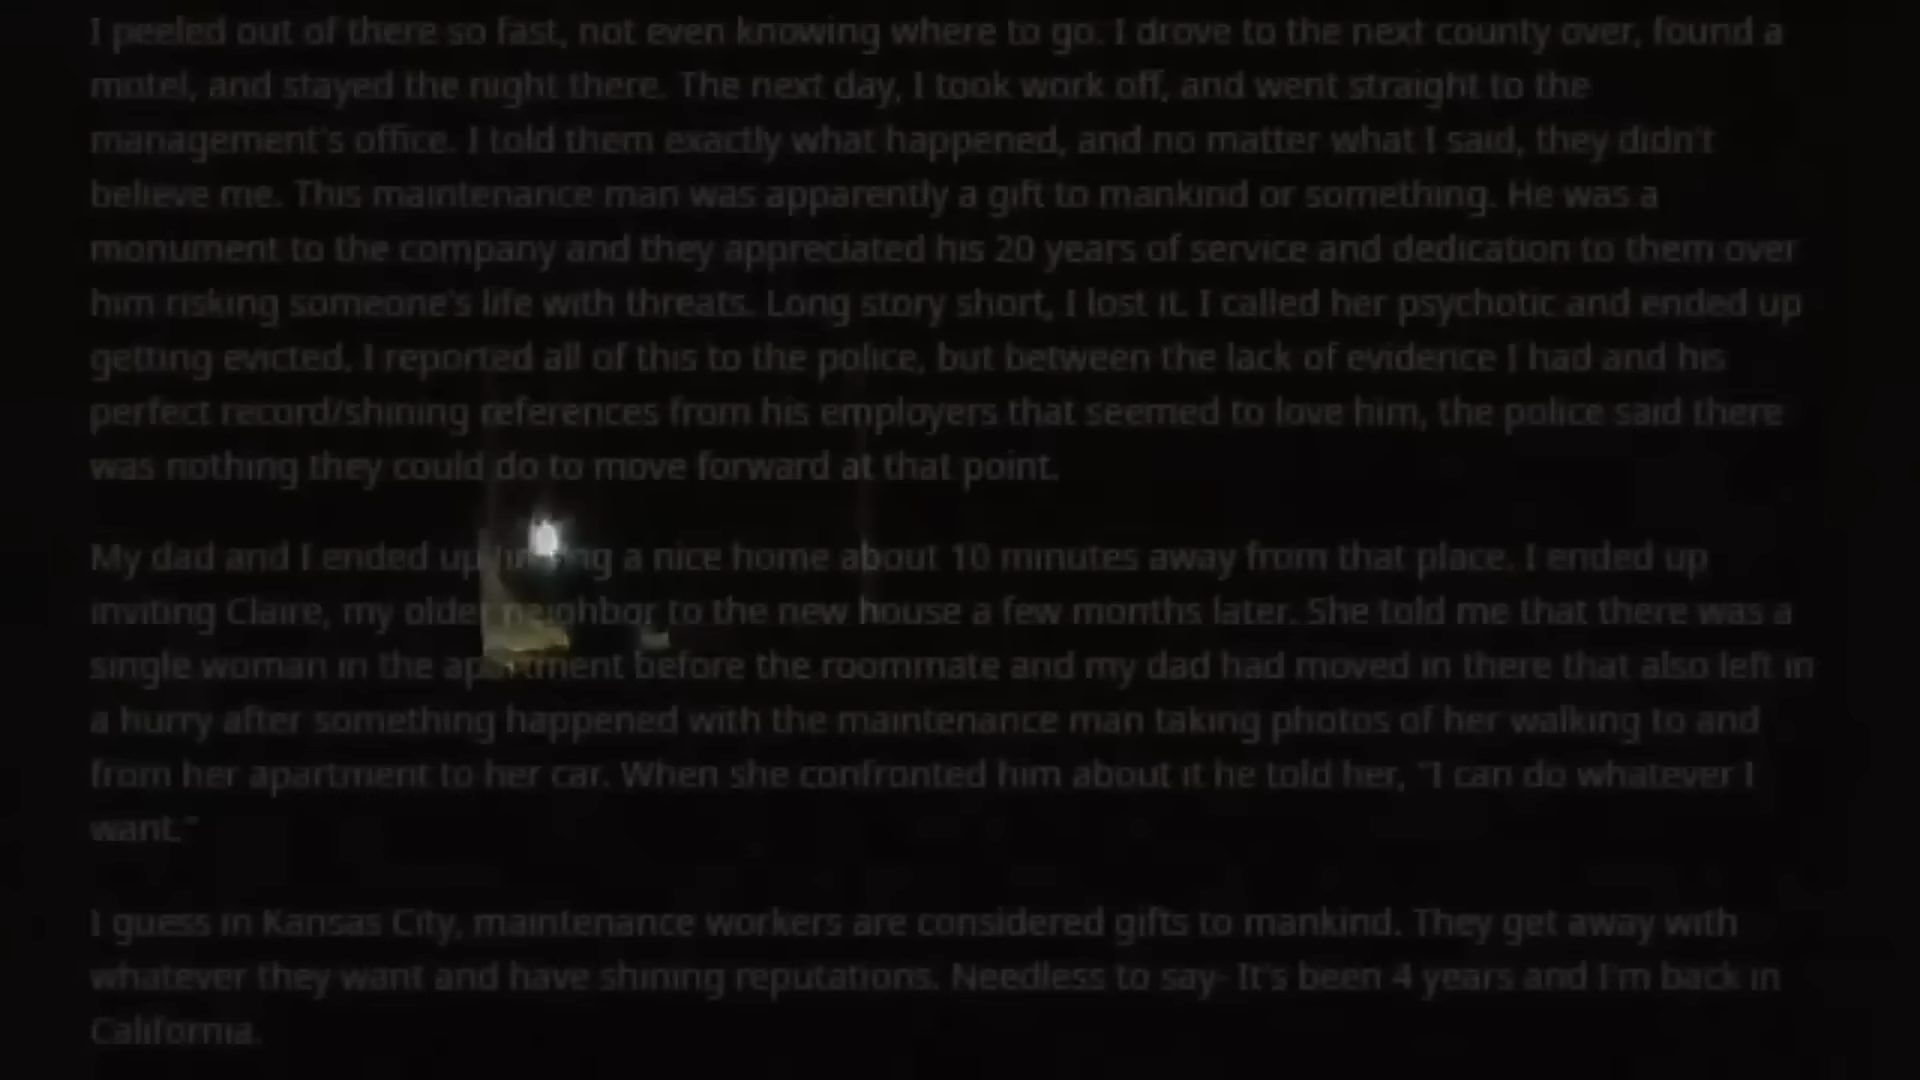 I peeled out of there so fast, not even knowing where to go. I drove to the next county over, found a
motel, and stayed the night there. The next day, I took work off, and went straight to the
management's office. I told them exactly what happened, and no matter what I said, they didn't
believe me. This maintenance man was apparently a gift to mankind or something. He was a
monument to the company and they appreciated his 20 years of service and dedication to them over
him risking someone's life with threats. Long story short, I lost it. I called her psychotic and ended up
getting evicted. I reported all of this to the police, but between the lack of evidence I had and his
perfect record/shining references from his employers that seemed to love him, the police said there
was nothing they could do to move forward at that point.
My dad and I ended up a nice home about 10 minutes away from that place. I ended up
inviting Claire, my older neighbor to the new house a few months later. She told me that there was a
single woman in the apartment before the roommate and my dad had moved in there that also left in
a hurry after something happened with the maintenance man taking photos of her walking to and
from her apartment to her car. When she confronted him about it he told her, "I can do whatever I
want."
I guess in Kansas City, maintenance workers are considered gifts to mankind. They get away with
whatever they want and have shining reputations. Needless to say- It's been 4 years and I'm back in
California.